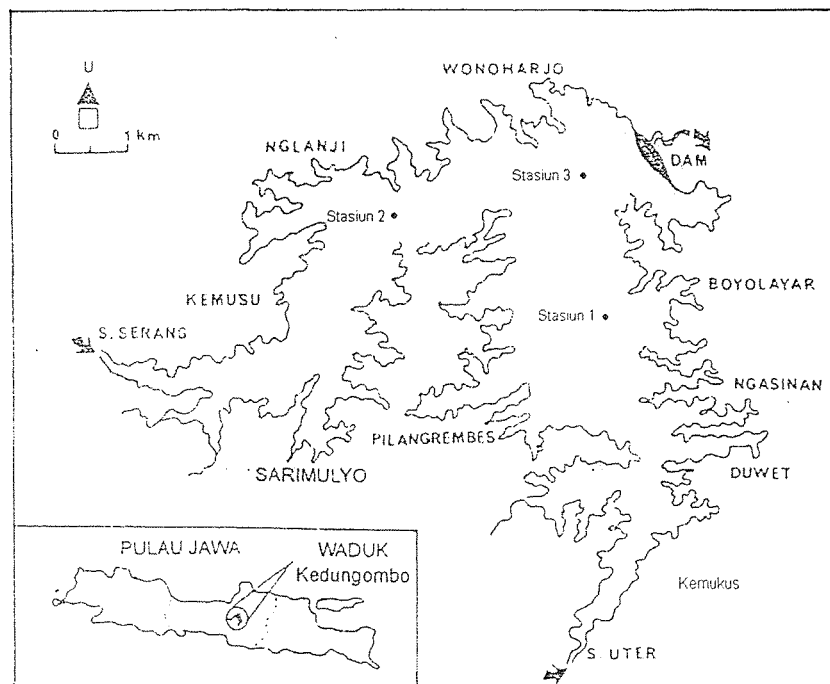 WONOHARJO
U
0 1 km
NGLANJI
DAM
Stasiun 3
Stasiun 2
BOYOLAYAR
KEMUSU
Stasiun 1
S. SERANG
NGASINAN
PILANGREMBES
DUWET
SARIMULYO
PULAU JAWA
WADUK
Kedungombo
Kemukus
S. UTER